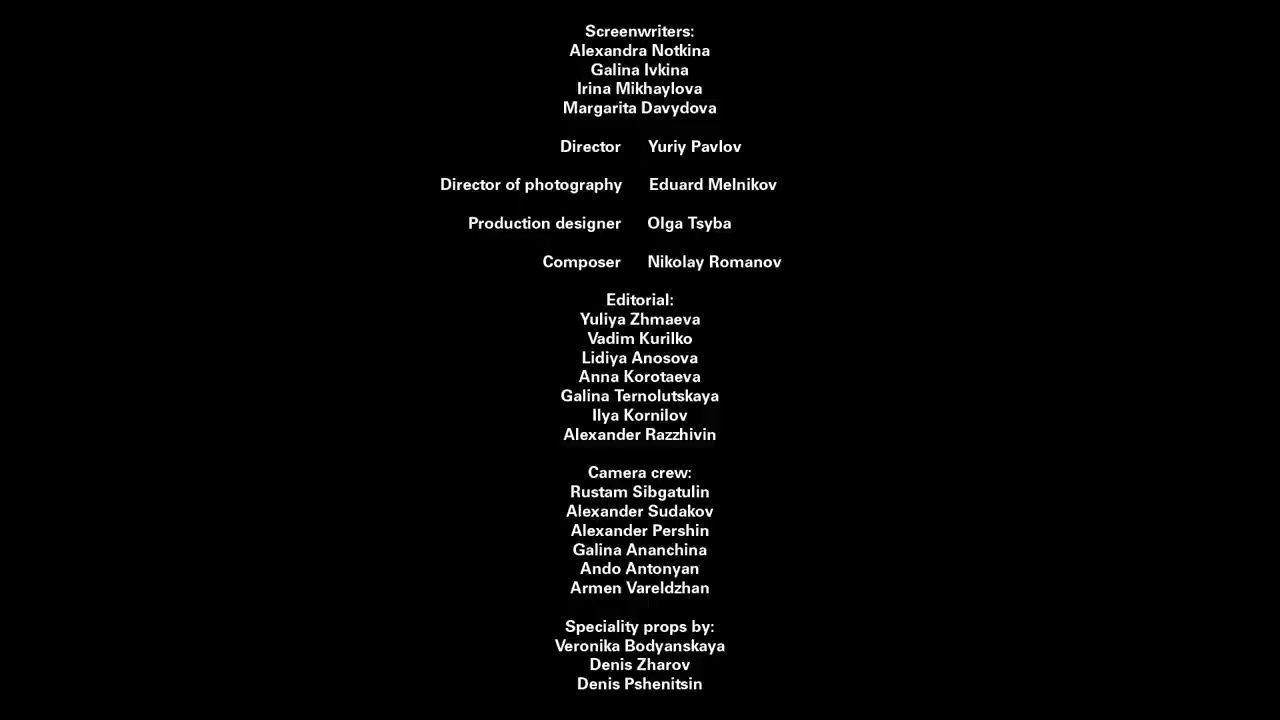 Screenwriters:
Alexandra Notkina
Galina Ivkina
Irina Mikhaylova
Margarita Davydova
Director Yuriy Pavlov
Director of photography Eduard Melnikov
Production designer Olga Tsyba
Composer Nikolay Romanov
Editorial:
Yuliya Zhmaeva
Vadim Kurilko
Lidiya Anosova
Anna Korotaeva
Galina Ternolutskaya
Ilya Kornilov
Alexander Razzhivin
Camera crew:
Rustam Sibgatulin
Alexander Sudakov
Alexander Pershin
Galina Ananchina
Ando Antonyan
Armen Vareldzhan
Speciality props by:
Veronika Bodyanskaya
Denis Zharov
Denis Pshenitsin